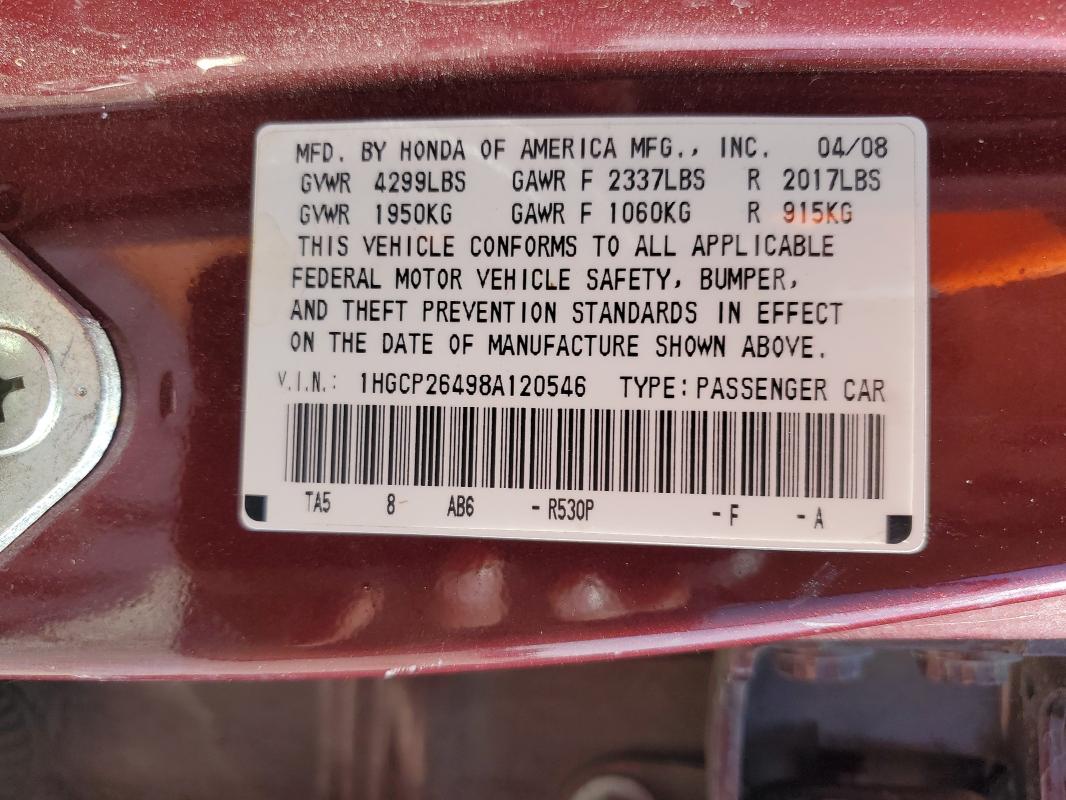 MFD. BY HONDA OF AMERICA MFG., INC. 04/08
GVWR 4299LBS GAWR F 2337LBS R 2017LBS
GVWR 1950KG GAWR F 1060KG R 915KG
THIS VEHICLE CONFORMS TO ALL APPLICABLE
FEDERAL MOTOR VEHICLE SAFETY, BUMPER,
AND THEFT PREVENTION STANDARDS IN EFFECT
ON THE DATE OF MANUFACTURE SHOWN ABOVE.
V.I.N.: 1HGCP26498A120546 TYPE: PASSENGER CAR
TA5 8- AB6 - R530P - F - A